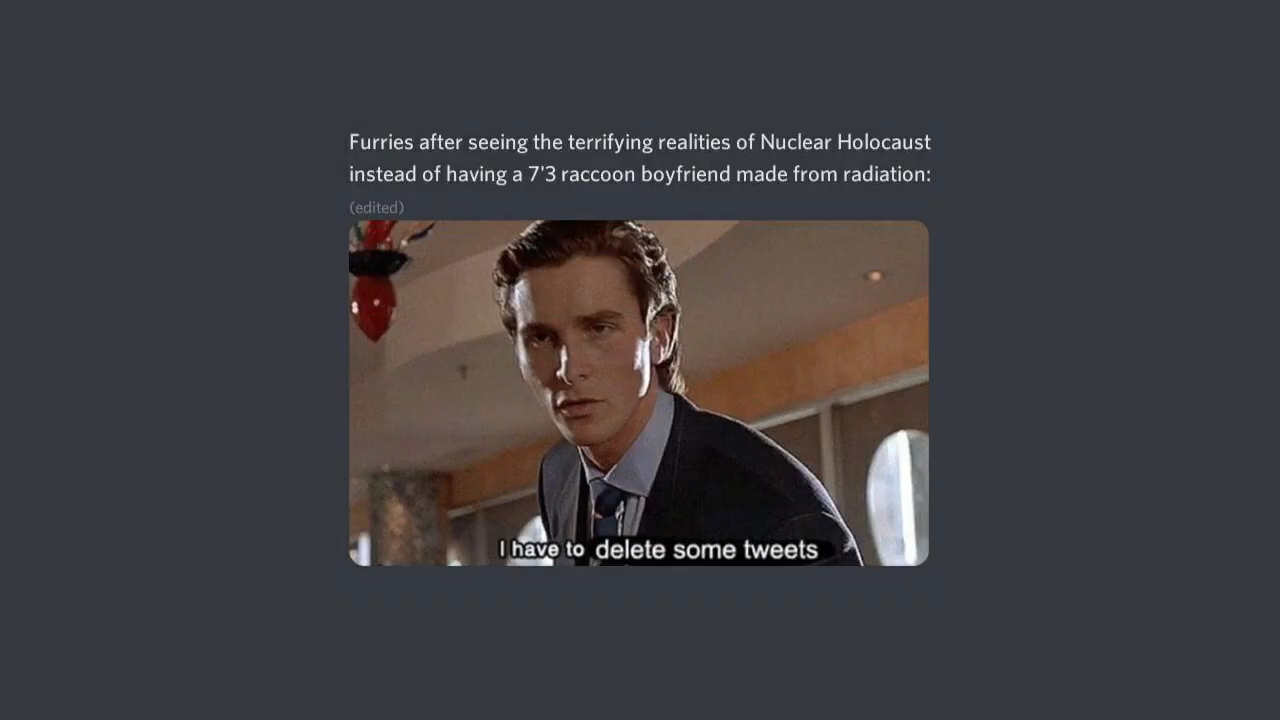 Furries after seeing the terrifying realities of Nuclear Holocaust
instead of having a 7'3 raccoon boyfriend made from radiation:
(edited)
I have to delete some tweets